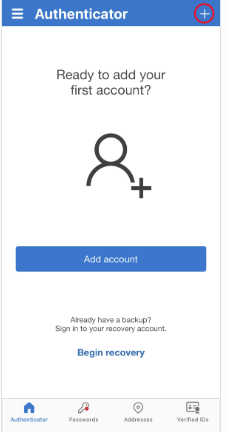 Authenticator
Ready to add your
first account?
Add account
Already have a backup?
Sign in to your recovery account.
Begin recovery
Authenticator Passwords Addresses Verified IDs